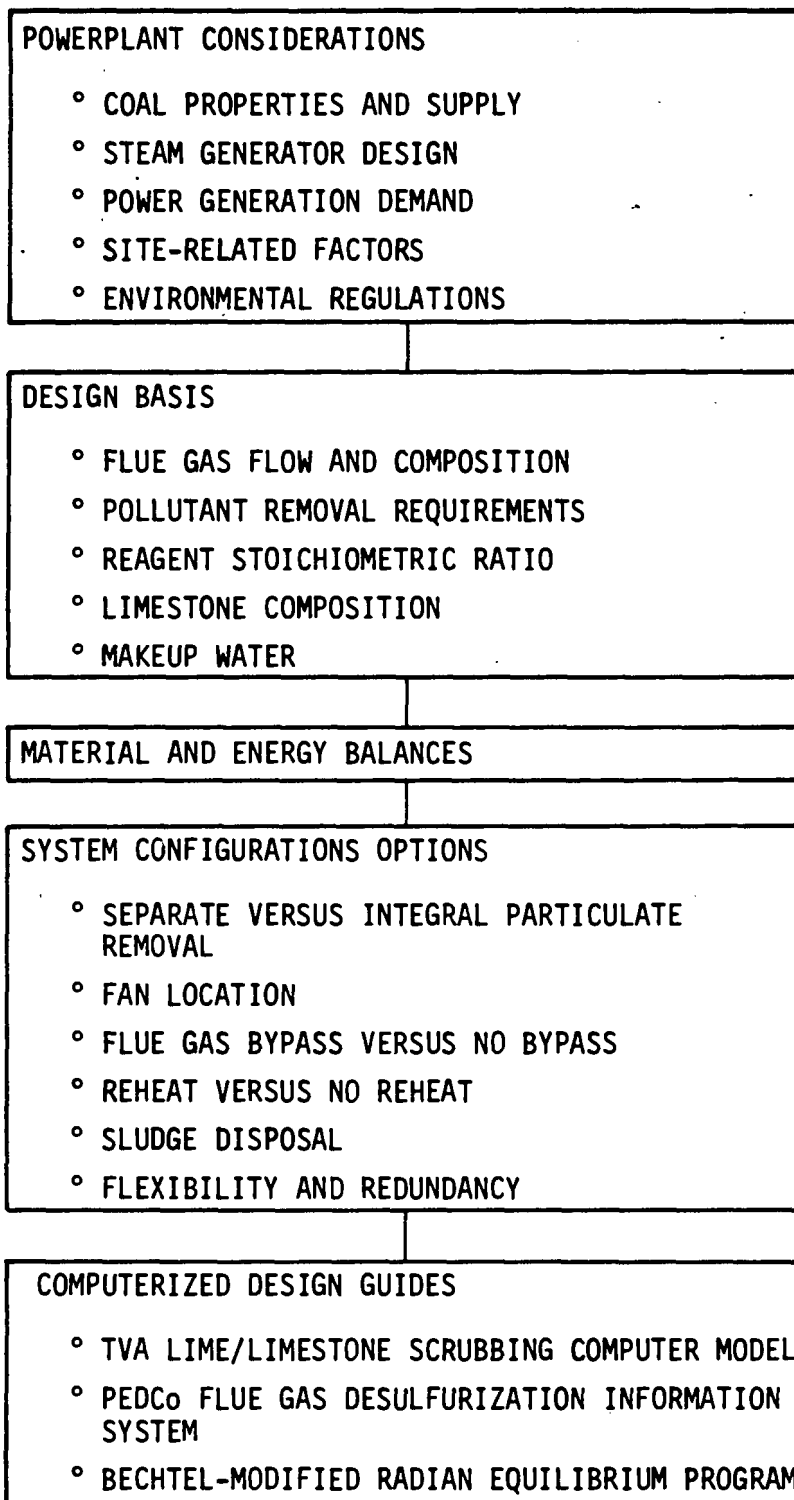 POWERPLANT CONSIDERATIONS
° COAL PROPERTIES AND SUPPLY
° STEAM GENERATOR DESIGN
° POWER GENERATION DEMAND
° SITE-RELATED FACTORS
° ENVIRONMENTAL REGULATIONS
DESIGN BASIS
° FLUE GAS FLOW AND COMPOSITION
° POLLUTANT REMOVAL REQUIREMENTS
° REAGENT STOICHIOMETRIC RATIO
° LIMESTONE COMPOSITION
° MAKEUP WATER
MATERIAL AND ENERGY BALANCES
SYSTEM CONFIGURATIONS OPTIONS
° SEPARATE VERSUS INTEGRAL PARTICULATE
REMOVAL
° FAN LOCATION
° FLUE GAS BYPASS VERSUS NO BYPASS
° REHEAT VERSUS NO REHEAT
° SLUDGE DISPOSAL
° FLEXIBILITY AND REDUNDANCY
COMPUTERIZED DESIGN GUIDES
° TVA LIME/LIMESTONE SCRUBBING COMPUTER MODEL
° PEDCo FLUE GAS DESULFURIZATION INFORMATION
SYSTEM
° BECHTEL-MODIFIED RADIAN EQUILIBRIUM PROGRAM